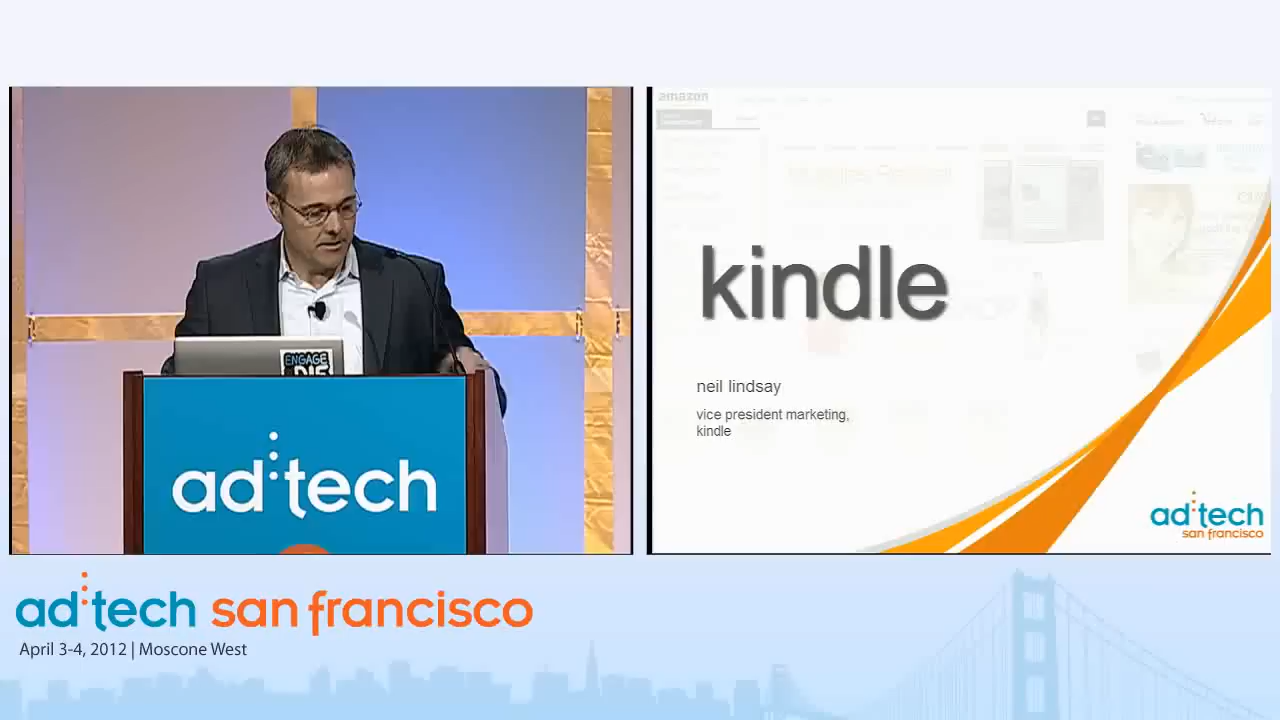 ENGAGE
ad:tech
amazon
kindle
neil lindsay
vice president marketing,
kindle
ad:tech
san francisco
ad:tech san francisco
April 3-4, 2012 | Moscone West